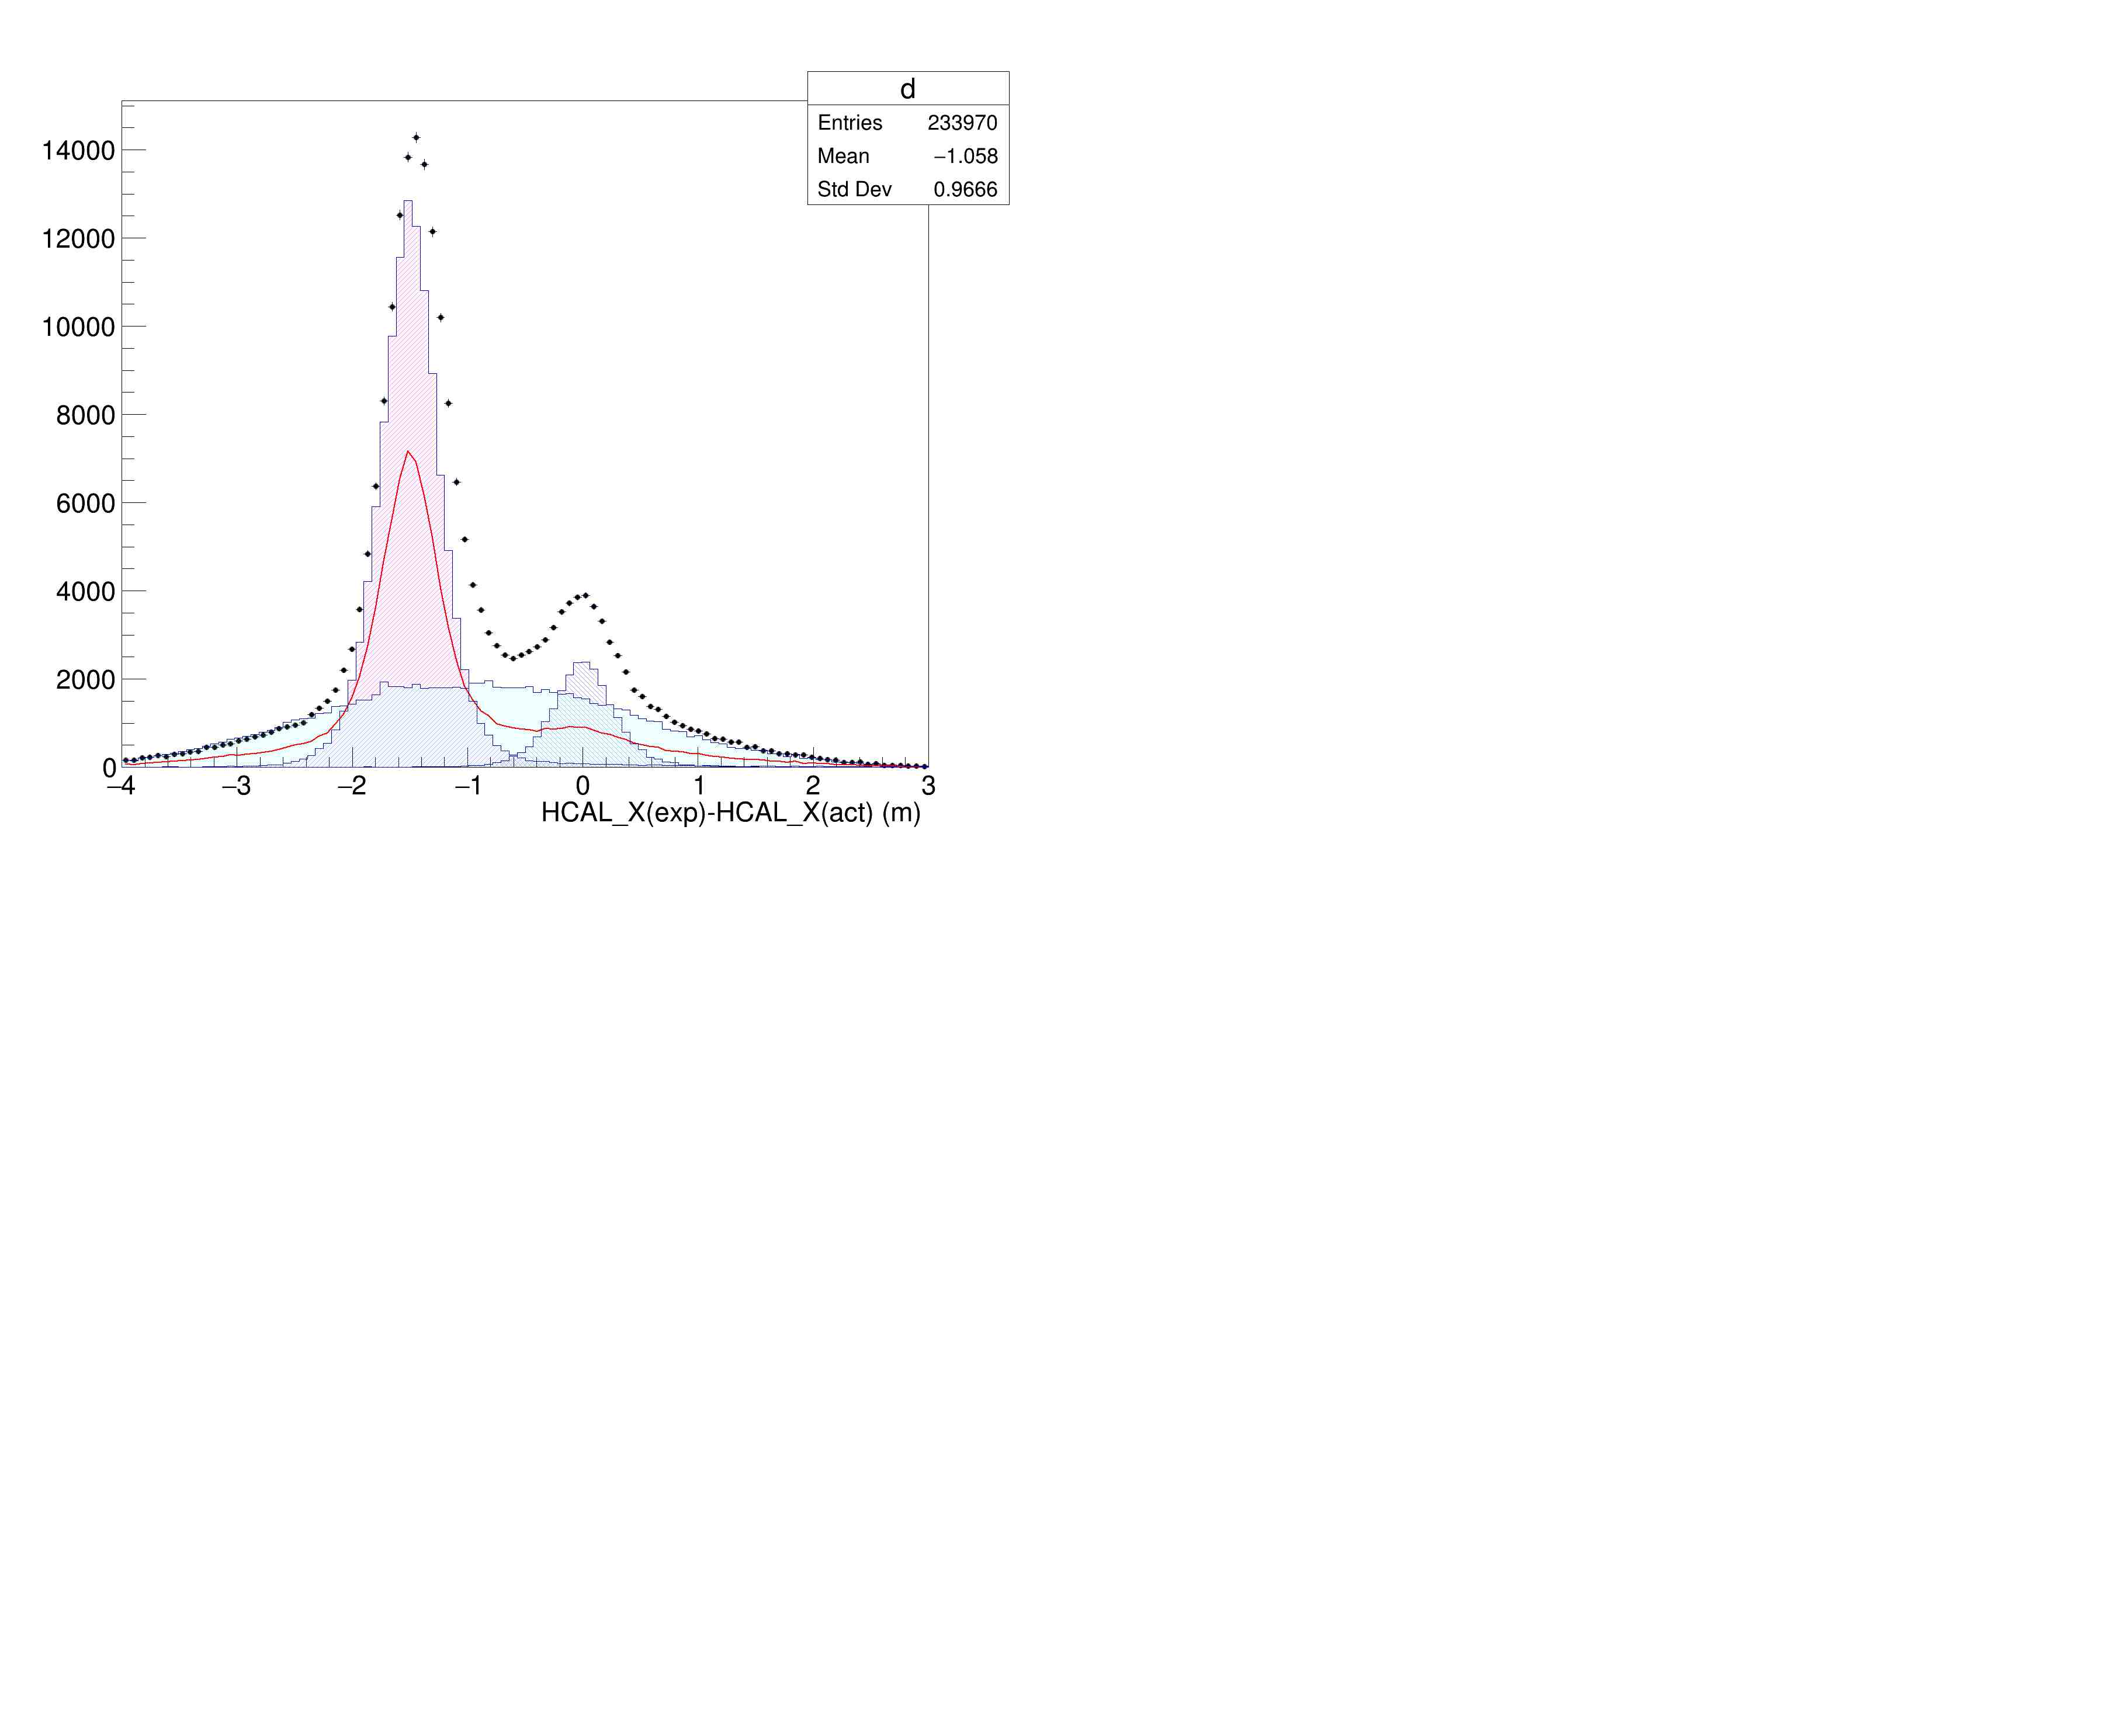 d
Entries 233970
Mean −1.058
Std Dev 0.9666
14000
12000
10000
8000
6000
4000
2000
0
−4 −3 −2 −1 0 1 2 3
HCAL_X(exp)-HCAL_X(act) (m)